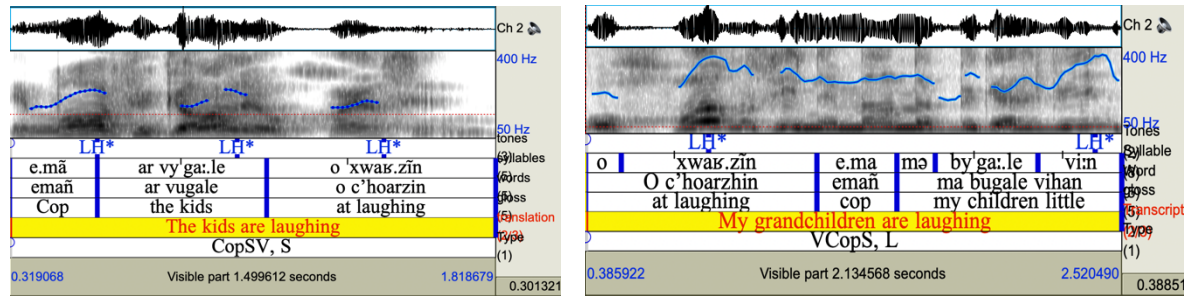 Ch 2
400 Hz
50 Hz
LH* LH* LH*
tones
e.mã ar vyˈgaː.le o ˈxwaʁ.zĩn
syllables
emañ ar vugale o c'hoarzin
words
Cop the kids at laughing
gloss
(5)
The kids are laughing
translation
CopSV, S
Type
(1)
0.319068 Visible part 1.499612 seconds 1.818679
0.301321
Ch 2
400 Hz
50 Hz
LH* LH*
Tones
o ˈxwaʁ.zĩn e.ma mə byˈgaː.le ˈviːn
Syllable
O c'hoarzhin emañ ma bugale vihan
Word
at laughing cop my children little
gloss
(5)
My grandchildren are laughing
Transcript
VCopS, L
Type
(1)
0.385922 Visible part 2.134568 seconds 2.520490
0.38851